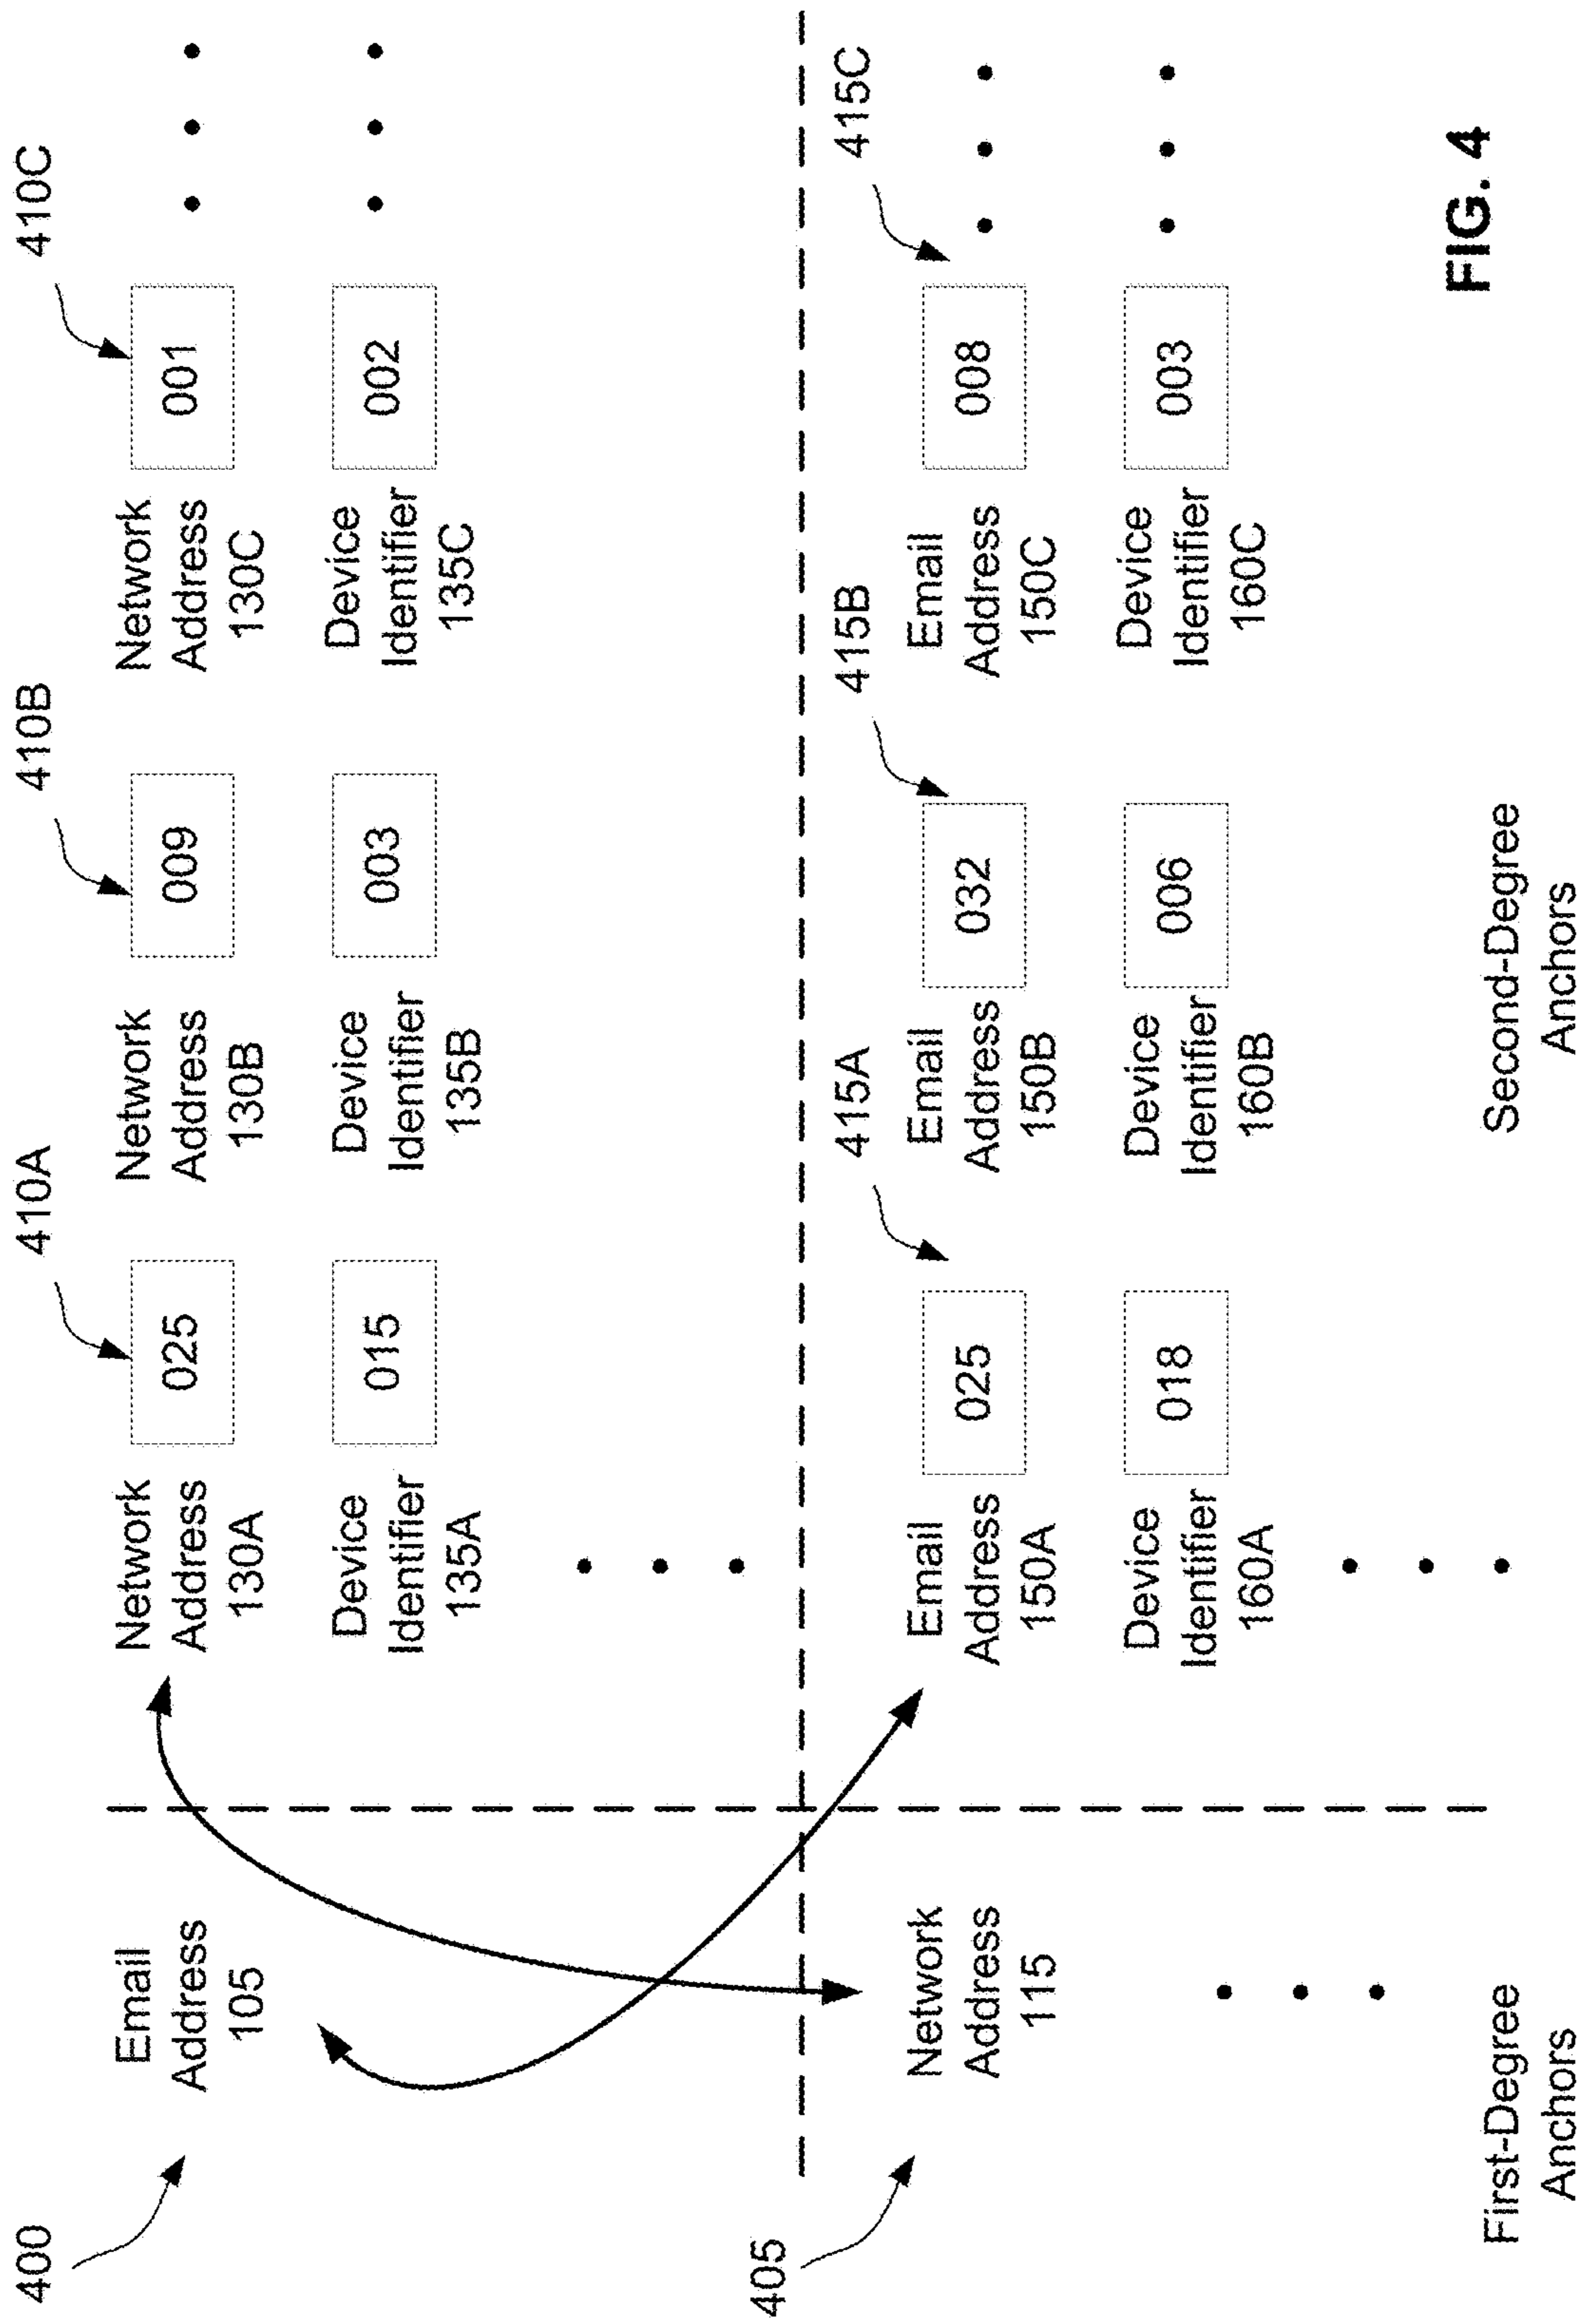 400
410A
410B
410C
Email
Address
105
Network
Address
130A
025
Network
Address
130B
009
Network
Address
130C
001
Device
Identifier
135A
015
Device
Identifier
135B
003
Device
Identifier
135C
002
405
415A
415B
415C
Network
Address
115
Email
Address
150A
025
Email
Address
150B
032
Email
Address
150C
008
Device
Identifier
160A
018
Device
Identifier
160B
006
Device
Identifier
160C
003
First-Degree
Anchors
Second-Degree
Anchors
FIG. 4